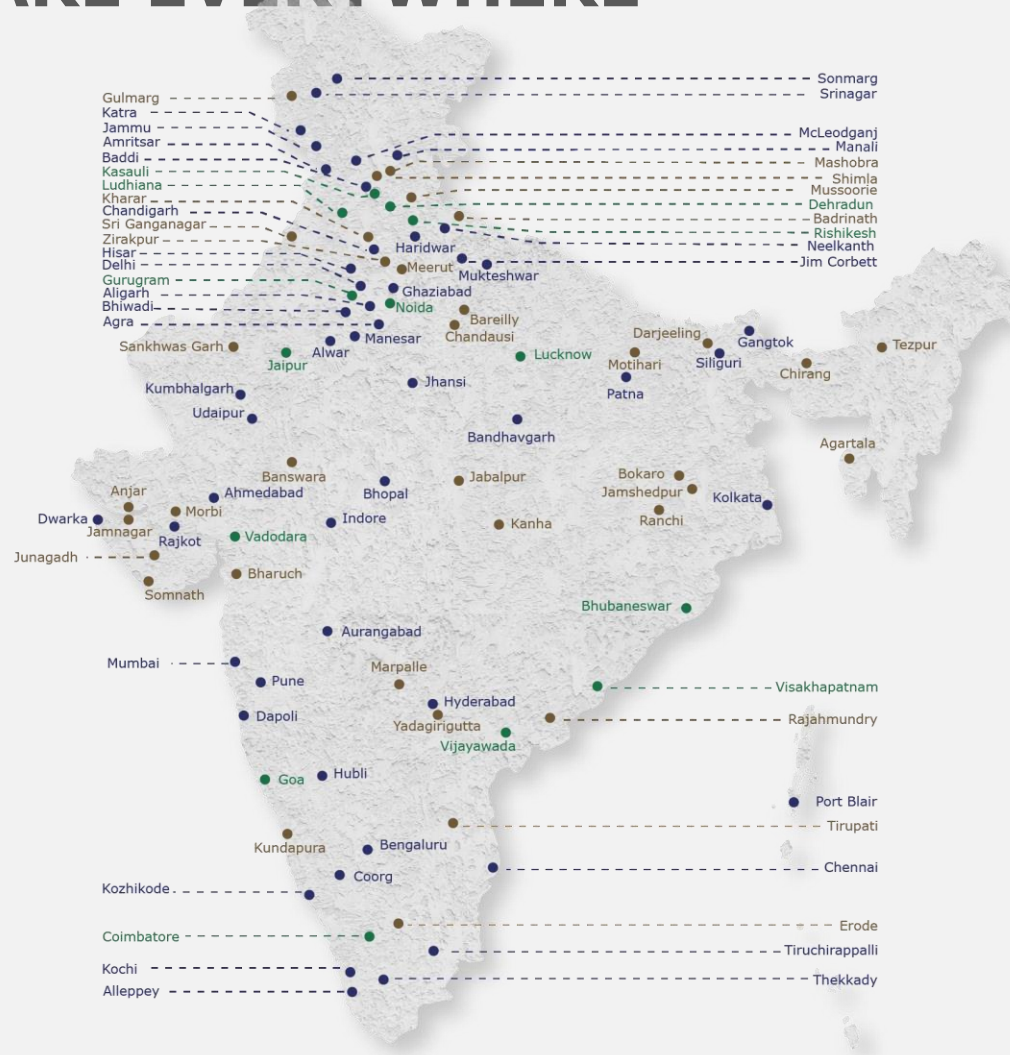 ARE EVERYWHERE
Sonmarg
Gulmarg
Srinagar
Katra
Jammu
McLeodganj
Amritsar
Manali
Baddi
Mashobra
Kasauli
Shimla
Ludhiana
Mussoorie
Kharar
Dehradun
Chandigarh
Badrinath
Sri Ganganagar
Rishikesh
Zirakpur
Haridwar
Neelkanth
Hisar
Delhi
Meerut
Jim Corbett
Mukteshwar
Gurugram
Aligarh
Ghaziabad
Bhiwadi
Noida
Agra
Bareilly
Chandausi
Manesar
Darjeeling
Gangtok
Tezpur
Sankhwas Garh
Alwar
Lucknow
Jaipur
Motihari
Siliguri
Chirang
Kumbhalgarh
Jhansi
Patna
Udaipur
Bandhavgarh
Agartala
Banswara
Jabalpur
Bokaro
Anjar
Ahmedabad
Bhopal
Jamshedpur
Kolkata
Morbi
Dwarka
Indore
Kanha
Ranchi
Jamnagar
Rajkot
Vadodara
Junagadh
Bharuch
Somnath
Bhubaneswar
Aurangabad
Mumbai
Marpalle
Pune
Visakhapatnam
Hyderabad
Dapoli
Yadagirigutta
Rajahmundry
Vijayawada
Goa
Hubli
Port Blair
Tirupati
Kundapura
Bengaluru
Chennai
Coorg
Kozhikode
Erode
Coimbatore
Tiruchirappalli
Kochi
Thekkady
Alleppey